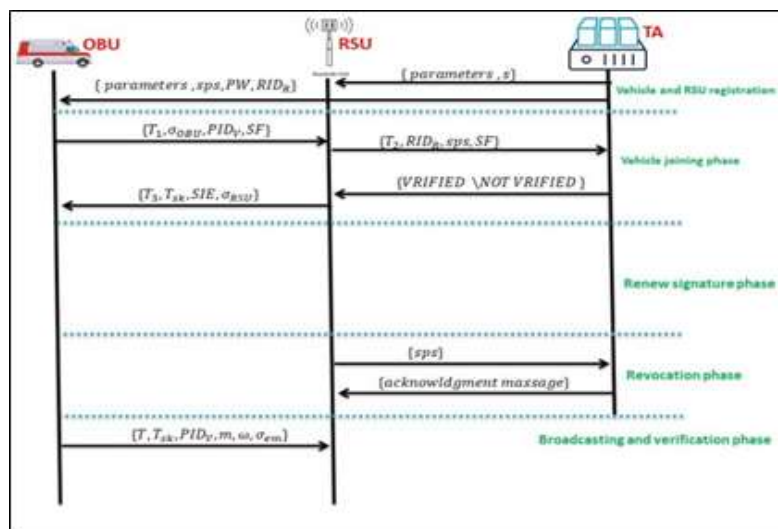 OBU
RSU
TA
{parameters ,s}
{ parameters ,sps,PW,RID_R}
Vehicle and RSU registration
{T_1,σ_OBU,PID_V,SF}
{T_2,RID_R,sps,SF}
Vehicle joining phase
{VRIFIED \NOT VRIFIED }
{T_3,T_sk,SIE,σ_RSU}
Renew signature phase
{sps}
Revocation phase
{acknowldgment massage}
{T,T_sk,PID_V,m,ω,σ_em}
Broadcasting and verification phase